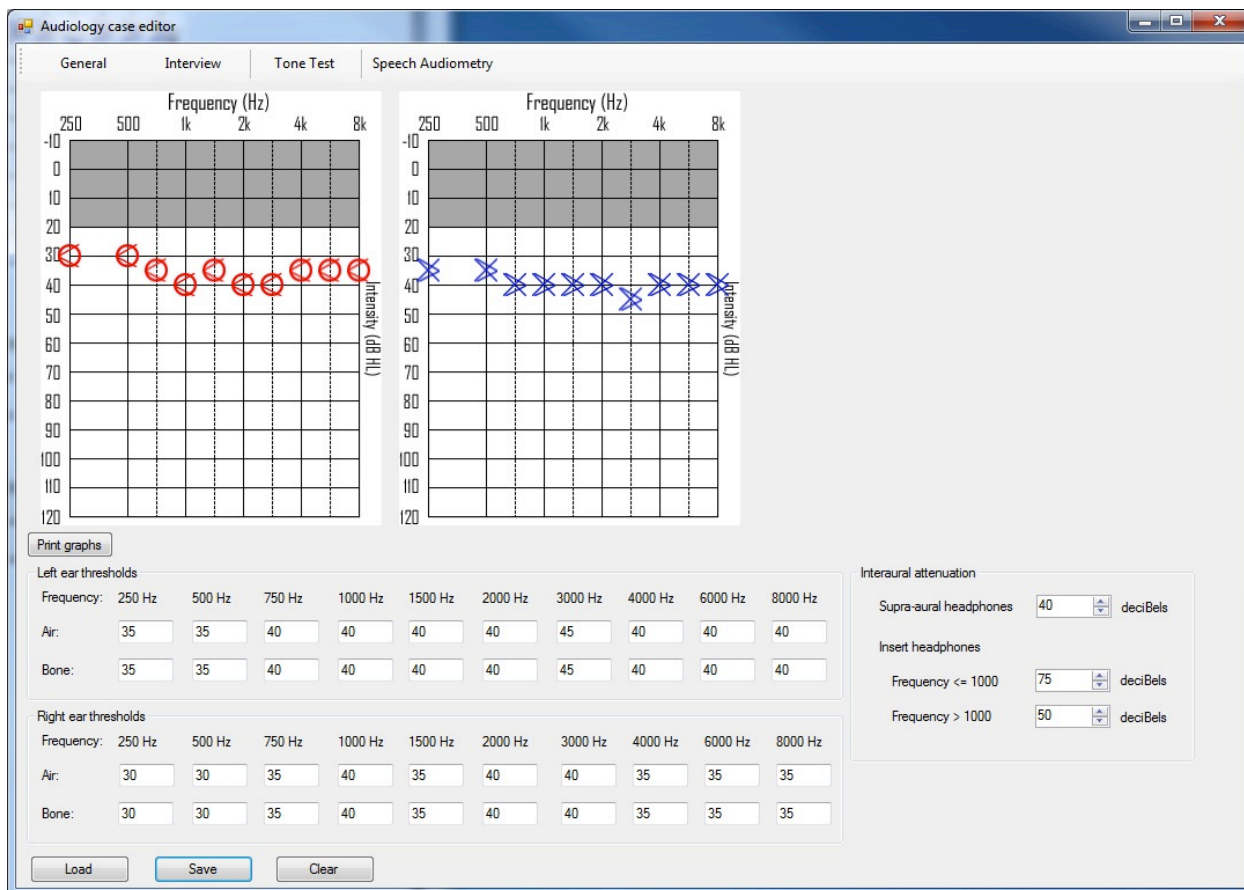 Audiology case editor
General Interview Tone Test Speech Audiometry
Frequency (Hz)
250 500 1k 2k 4k 8k
-10
0
10
20
30
40
50
60
70
80
90
100
110
120
Intensity (dB HL)
Frequency (Hz)
250 500 1k 2k 4k 8k
-10
0
10
20
30
40
50
60
70
80
90
100
110
120
Intensity (dB HL)
Print graphs
Left ear thresholds
Frequency: 250 Hz 500 Hz 750 Hz 1000 Hz 1500 Hz 2000 Hz 3000 Hz 4000 Hz 6000 Hz 8000 Hz
Air: 35 35 40 40 40 40 45 40 40 40
Bone: 35 35 40 40 40 40 45 40 40 40
Right ear thresholds
Frequency: 250 Hz 500 Hz 750 Hz 1000 Hz 1500 Hz 2000 Hz 3000 Hz 4000 Hz 6000 Hz 8000 Hz
Air: 30 30 35 40 35 40 40 35 35 35
Bone: 30 30 35 40 35 40 40 35 35 35
Interaural attenuation
Supra-aural headphones 40 deciBels
Insert headphones
Frequency <= 1000 75 deciBels
Frequency > 1000 50 deciBels
Load Save Clear